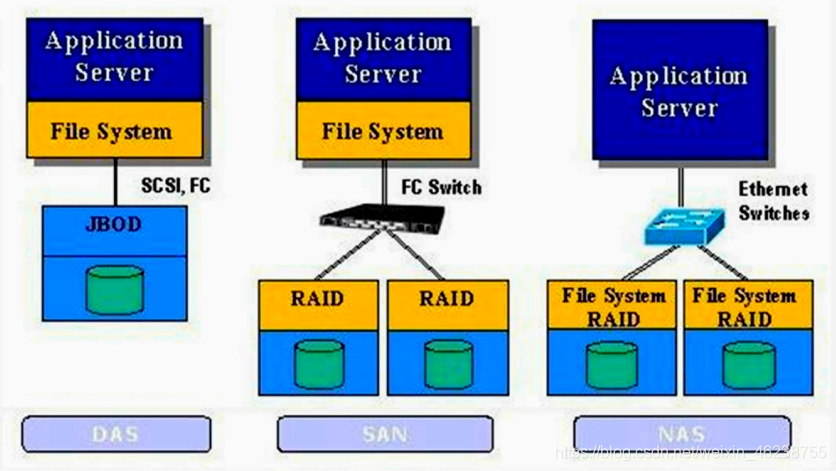 Application
Server
File System
SCSI, FC
JBOD
DAS
Application
Server
File System
FC Switch
RAID
RAID
SAN
Application
Server
Ethernet
Switches
File System
RAID
File System
RAID
NAS
https://blog.csdn.net/weixin_46238755